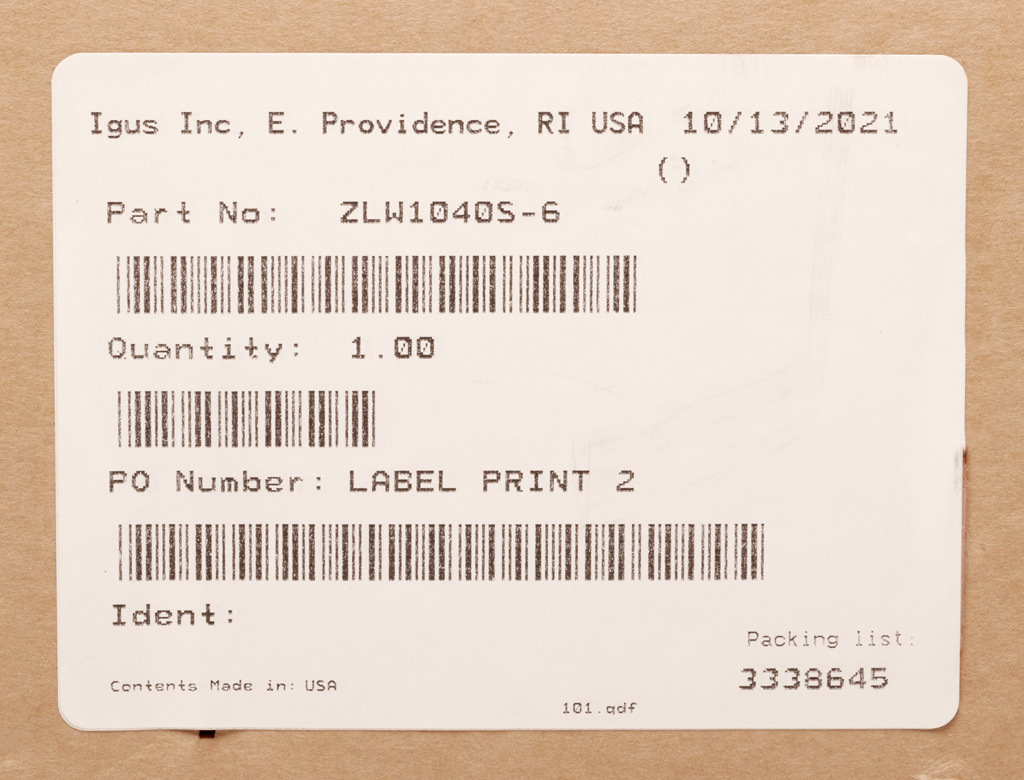 Igus Inc, E. Providence, RI USA 10/13/2021
()
Part No: ZLW1040S-6
Quantity: 1.00
PO Number: LABEL PRINT 2
Ident:
Packing list:
3338645
Contents Made in: USA
101.qdf